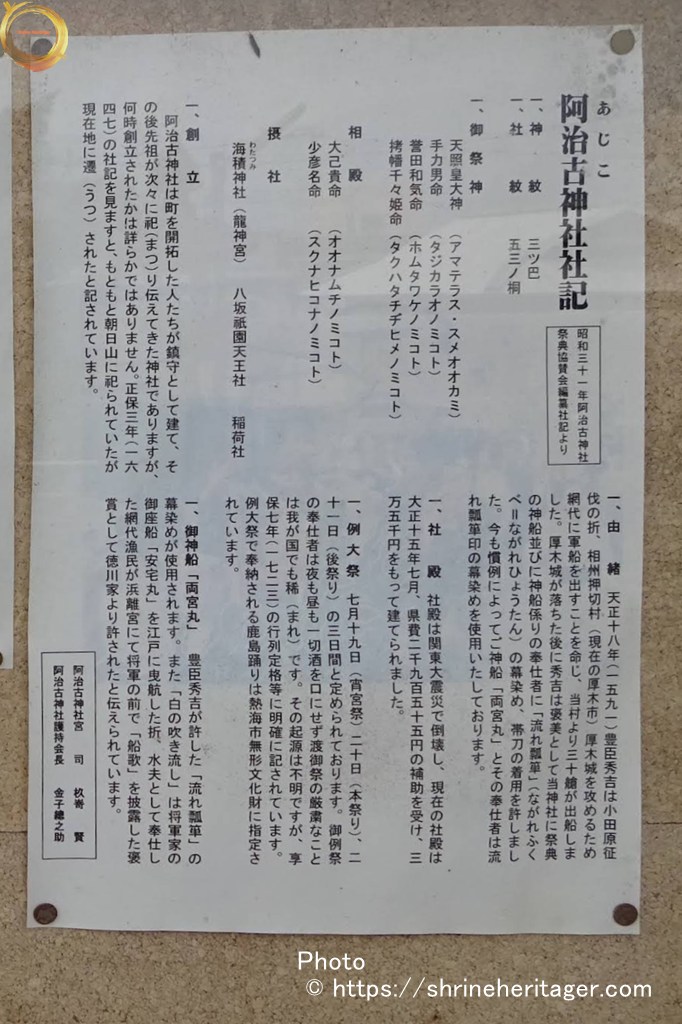 あじこ
阿治古神社社記
昭和三十一年阿治古神社
祭典協賛会編纂社記より
一、神　紋　　三ツ巴
一、社　紋　　五三ノ桐
一、御祭神
天照皇大神　（アマテラス・スメオオカミ）
手力男命　（タジカラオノミコト）
誉田和気命　（ホムタワケノミコト）
拷幡千々姫命　（タクハタチヂヒメノミコト）
相　殿
大己貴命　（オオナムチノミコト）
少彦名命　（スクナヒコナノミコト）
摂　社
わたつみ
海積神社（龍神宮）　八坂祇園天王社　稲荷社
一、創　立
阿治古神社は町を開拓した人たちが鎮守として建て、そ
の後先祖が次々に祀（まつ）り伝えてきた神社でありますが、
何時創立されたかは詳らかではありません。正保三年（一六
四七）の社記を見ますと、もともと朝日山に祀られていたが
現在地に遷（うつ）されたと記されています。
一、由　緒　天正十八年（一五九一）豊臣秀吉は小田原征
伐の折、相州押切村（現在の厚木市）厚木城を攻めるため
網代に軍船を出すことを命じ、当村より三十艙が出船しま
した。厚木城が落ちた後に秀吉は褒美として当神社に祭典
の神船並びに神船係りの奉仕者に「流れ瓢箪」（ながれふく
べ＝ながれひょうたん）の幕染め、帯刀の着用を許しまし
た。今も慣例によってご神船「両宮丸」とその奉仕者は流
れ瓢箪印の幕染めを使用いたしております。
一、社　殿　社殿は関東大震災で倒壊し、現在の社殿は
大正十五年七月、県費二千九百五十五円の補助を受け、三
万五千円をもって建てられました。
一、例大祭　七月十九日（宵宮祭）二十日（本祭り）、二
十一日（後祭り）の三日間と定められております。御例祭
の奉仕者は夜も昼も一切酒を口にせず渡御祭の厳粛なこと
は我が国でも稀（まれ）です。その起源は不明ですが、享
保七年（一七二三）の行列定格等に明確に記されています。
例大祭で奉納される鹿島踊りは熱海市無形文化財に指定さ
れています。
一、御神船「両宮丸」　豊臣秀吉が許した「流れ瓢箪」の
幕染めが使用されます。また「白の吹き流し」は将軍家の
御座船「安宅丸」を江戸に曳航した折、水夫として奉仕し
た網代漁民が浜離宮にて将軍の前で「船歌」を披露した褒
賞として徳川家より許されたと伝えられています。
阿治古神社宮　司　杦嵜　賢
阿治古神社護持会長　金子總之助
Photo
© https://shrineheritager.com